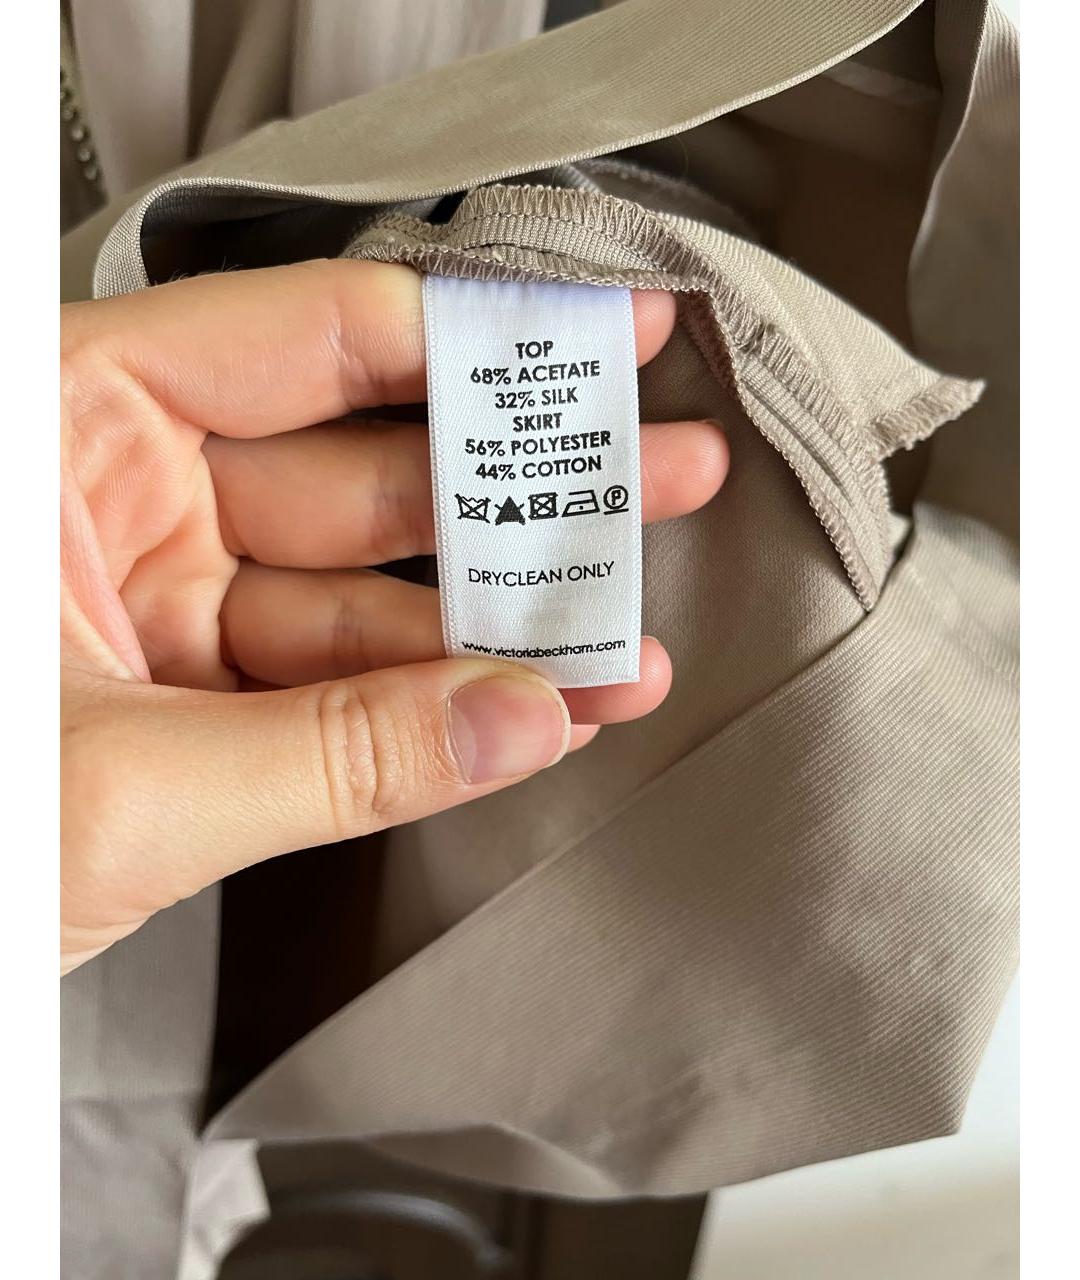 TOP
68% ACETATE
32% SILK
SKIRT
56% POLYESTER
44% COTTON
P
DRYCLEAN ONLY
www.victoriabeckham.com